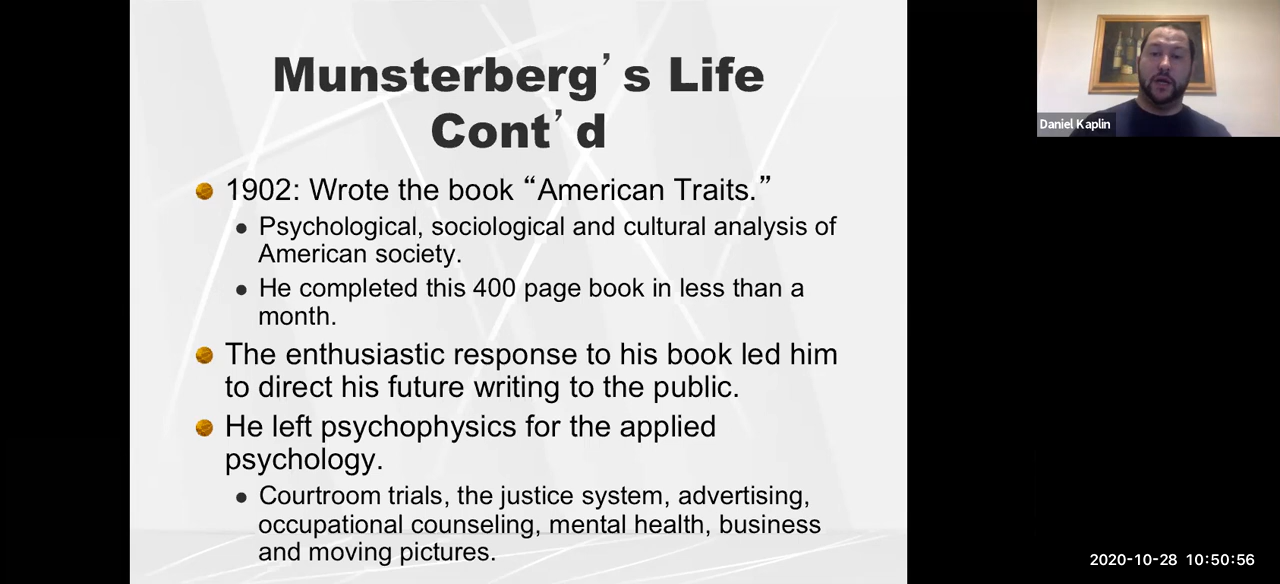 Munsterberg’s Life
Cont’d
1902: Wrote the book “American Traits.”
Psychological, sociological and cultural analysis of
American society.
He completed this 400 page book in less than a
month.
The enthusiastic response to his book led him
to direct his future writing to the public.
He left psychophysics for the applied
psychology.
Courtroom trials, the justice system, advertising,
occupational counseling, mental health, business
and moving pictures.
Daniel Kaplin
2020-10-28 10:50:56